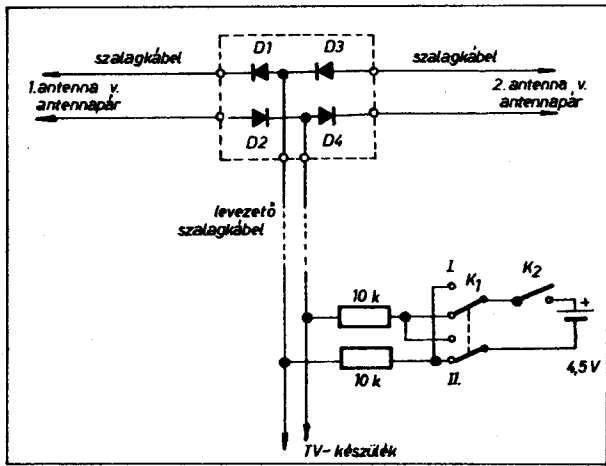 szalagkábel
D1
D3
szalagkábel
1. antenna v.
antennapár
2. antenna v.
antennapár
D2
D4
levezető
szalagkábel
I.
K1
K2
10 k
+
10 k
II.
4,5 V
TV-készülék